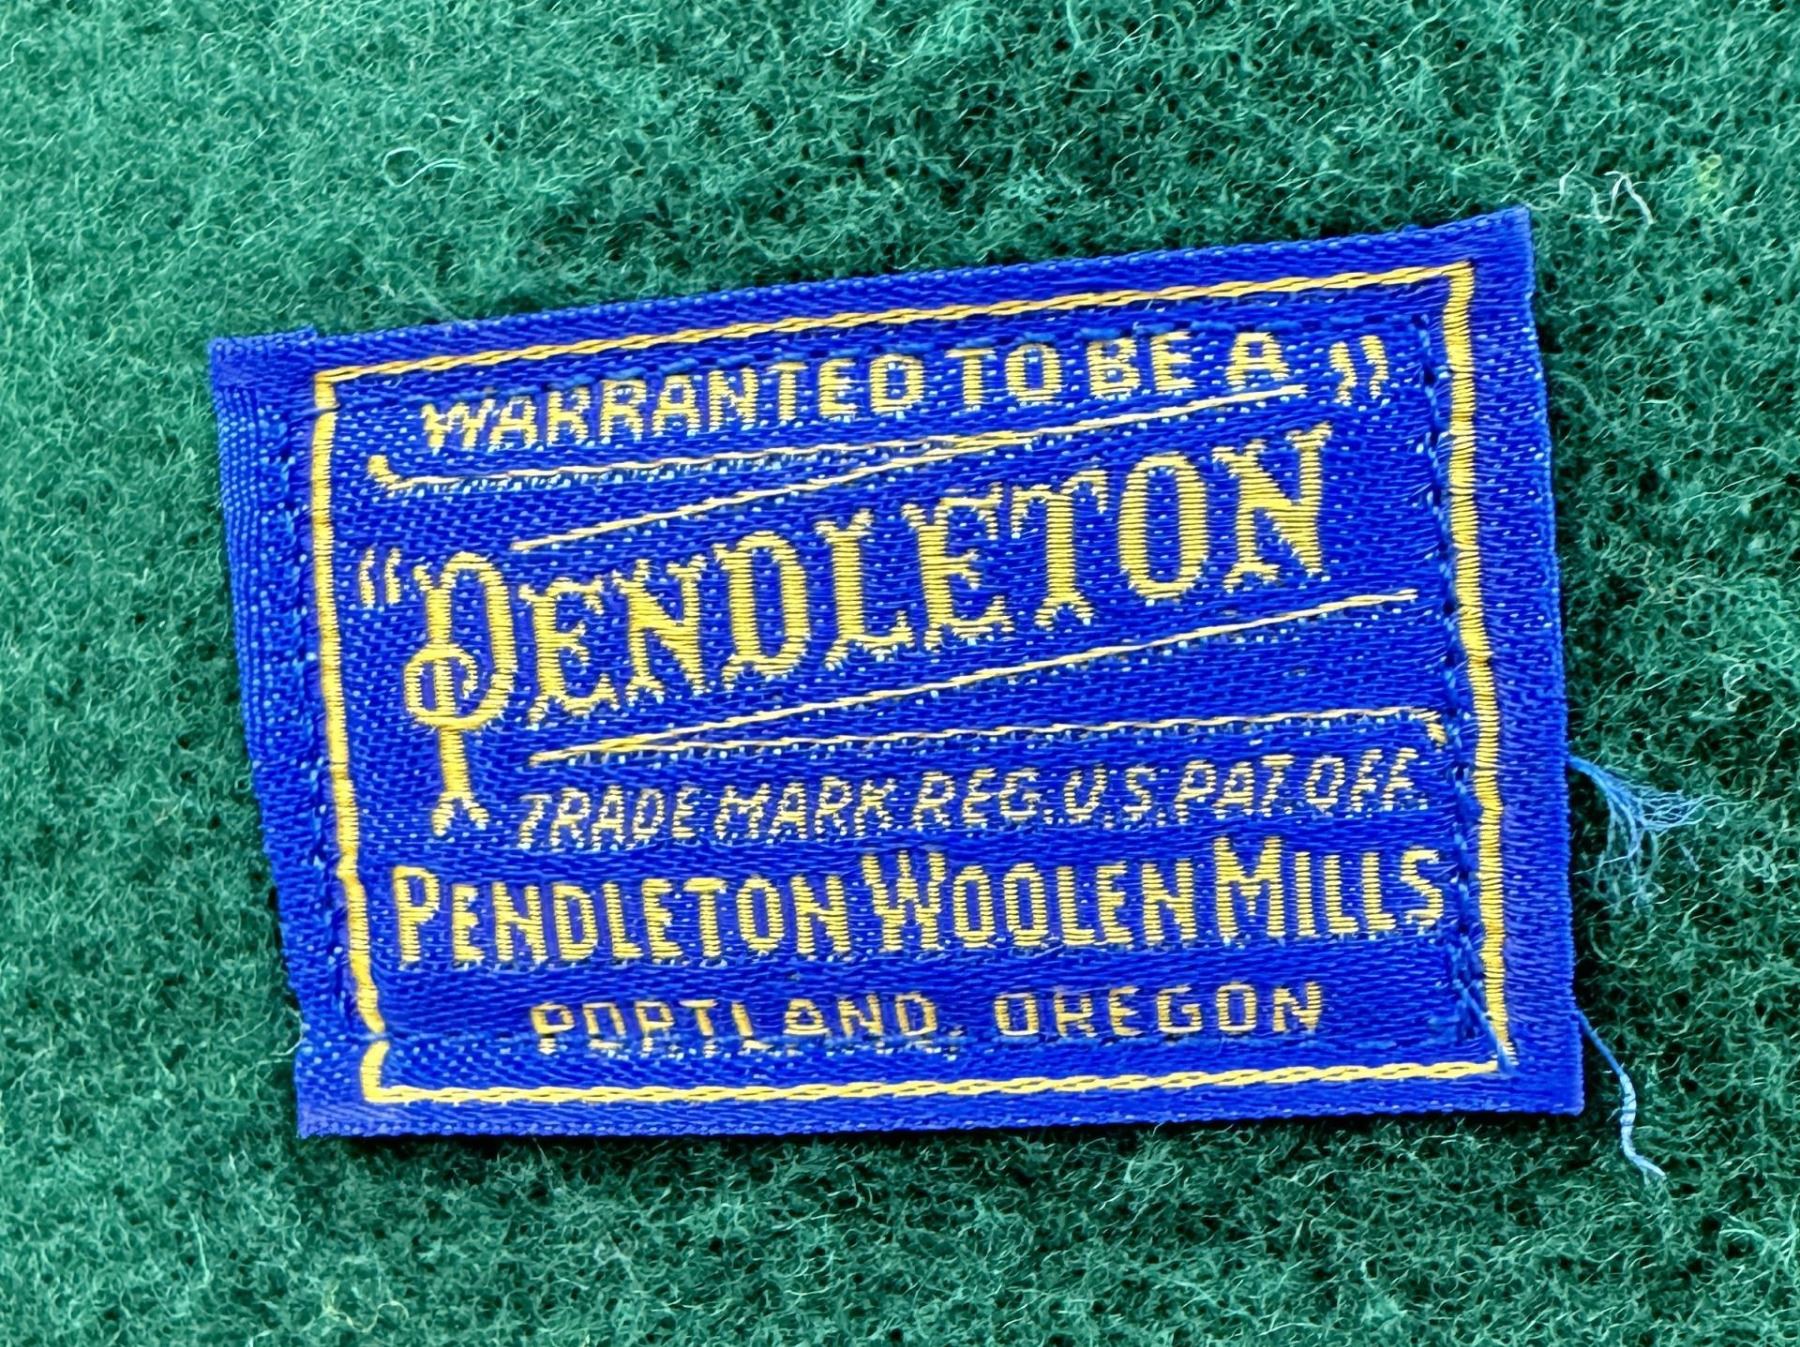 WARRANTED TO BE A
"PENDLETON"
TRADE MARK REG. U.S. PAT OFF.
PENDLETON WOOLEN MILLS
PORTLAND, OREGON